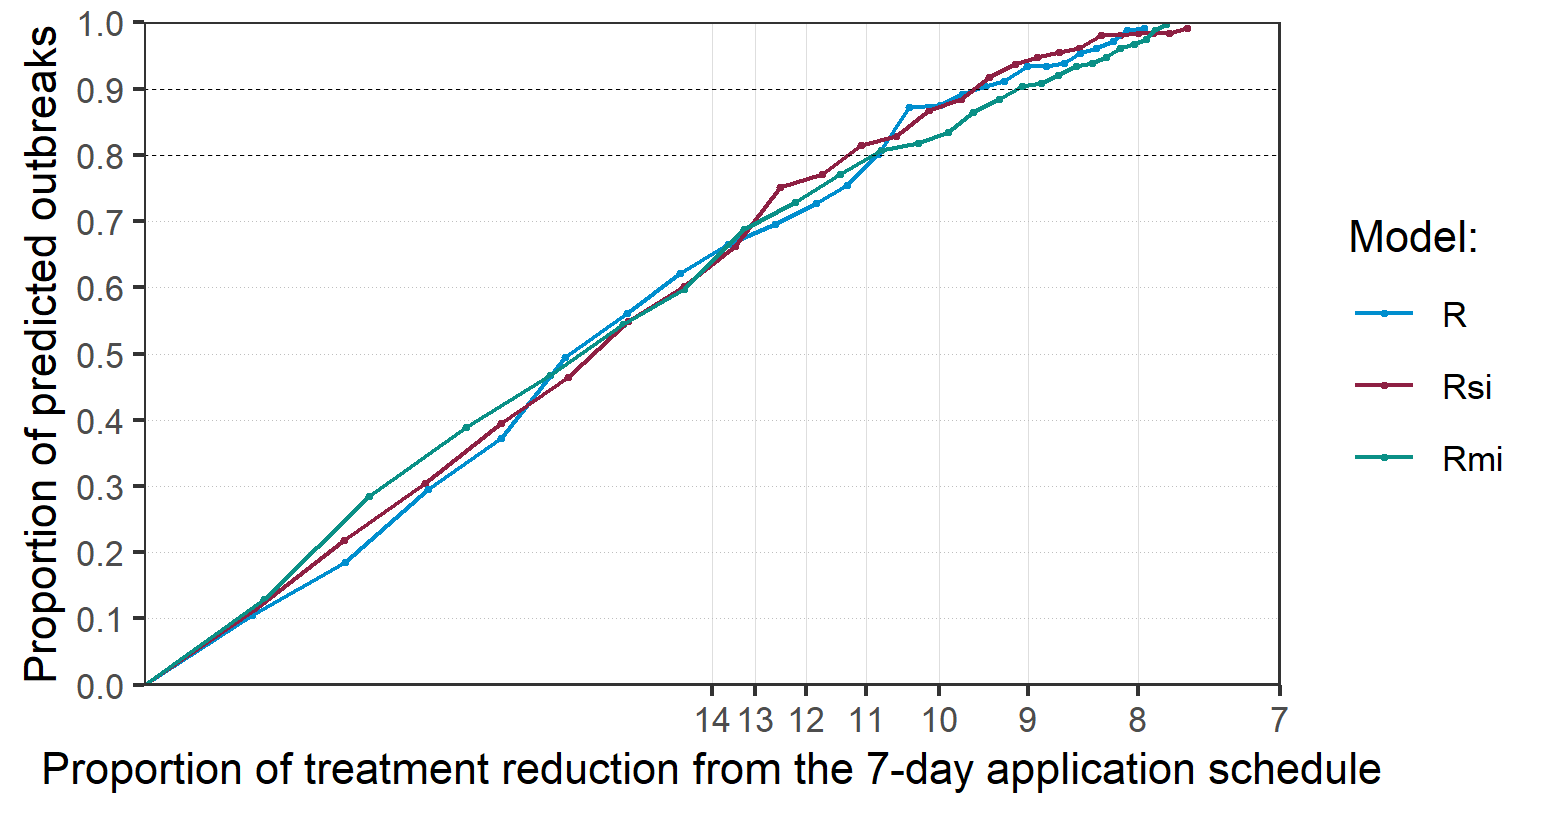 Proportion of predicted outbreaks
1.0
0.9
0.8
0.7
0.6
0.5
0.4
0.3
0.2
0.1
0.0
14 13 12 11 10 9 8 7
Proportion of treatment reduction from the 7-day application schedule
Model:
R
Rsi
Rmi